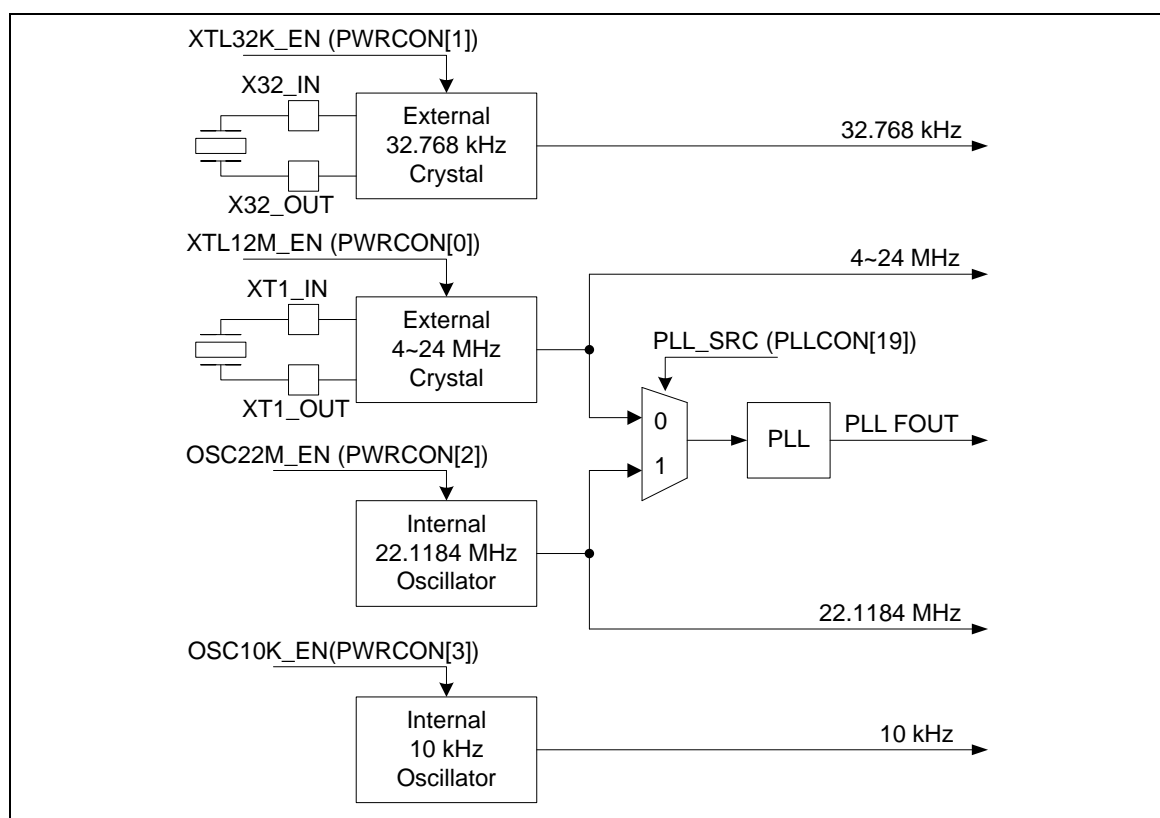 XTL32K_EN (PWRCON[1])
X32_IN
External
32.768 kHz
Crystal
32.768 kHz
X32_OUT
XTL12M_EN (PWRCON[0])
4~24 MHz
XT1_IN
External
4~24 MHz
Crystal
PLL_SRC (PLLCON[19])
XT1_OUT
0
1
PLL
PLL FOUT
OSC22M_EN (PWRCON[2])
Internal
22.1184 MHz
Oscillator
22.1184 MHz
OSC10K_EN(PWRCON[3])
Internal
10 kHz
Oscillator
10 kHz